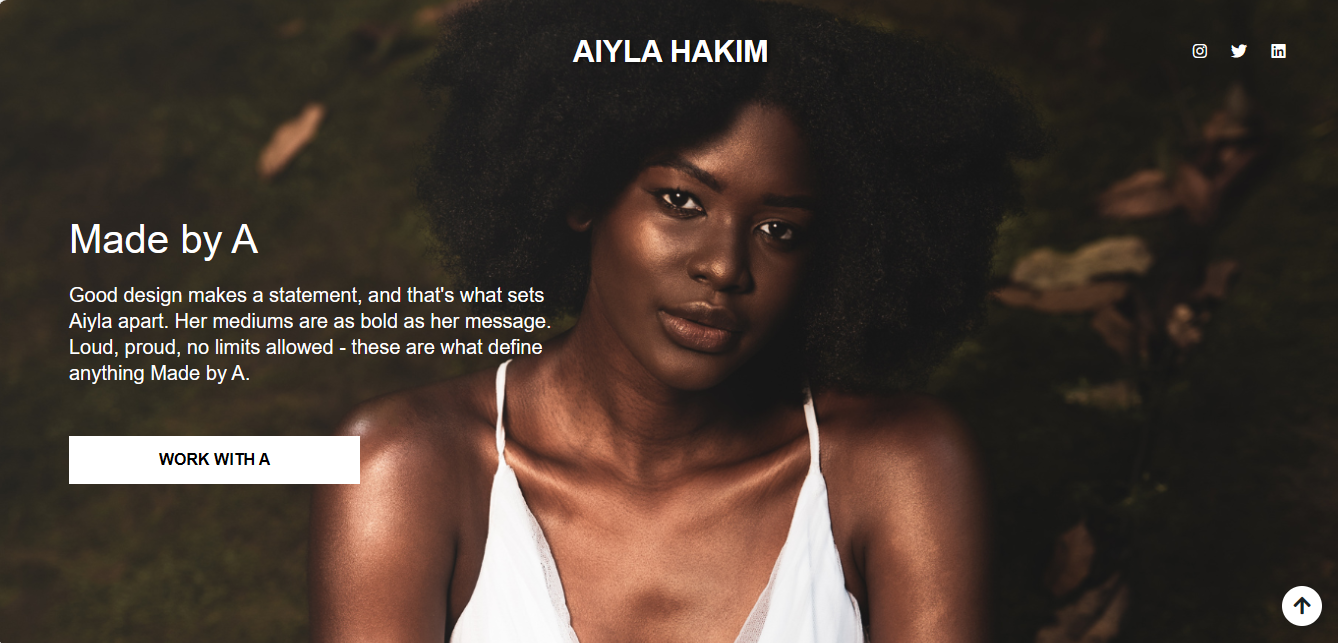 AIYLA HAKIM
Made by A
Good design makes a statement, and that's what sets
Aiyla apart. Her mediums are as bold as her message.
Loud, proud, no limits allowed - these are what define
anything Made by A.
WORK WITH A